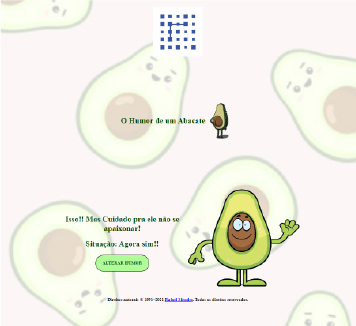 O Humor de um Abacate
Isso!! Mas Cuidado pra ele não se
apaixonar!
Situação: Agora sim!!
ALTERAR HUMOR
Direitos autorais © 1991-2021 Rafael Mendes. Todos os direitos reservados.